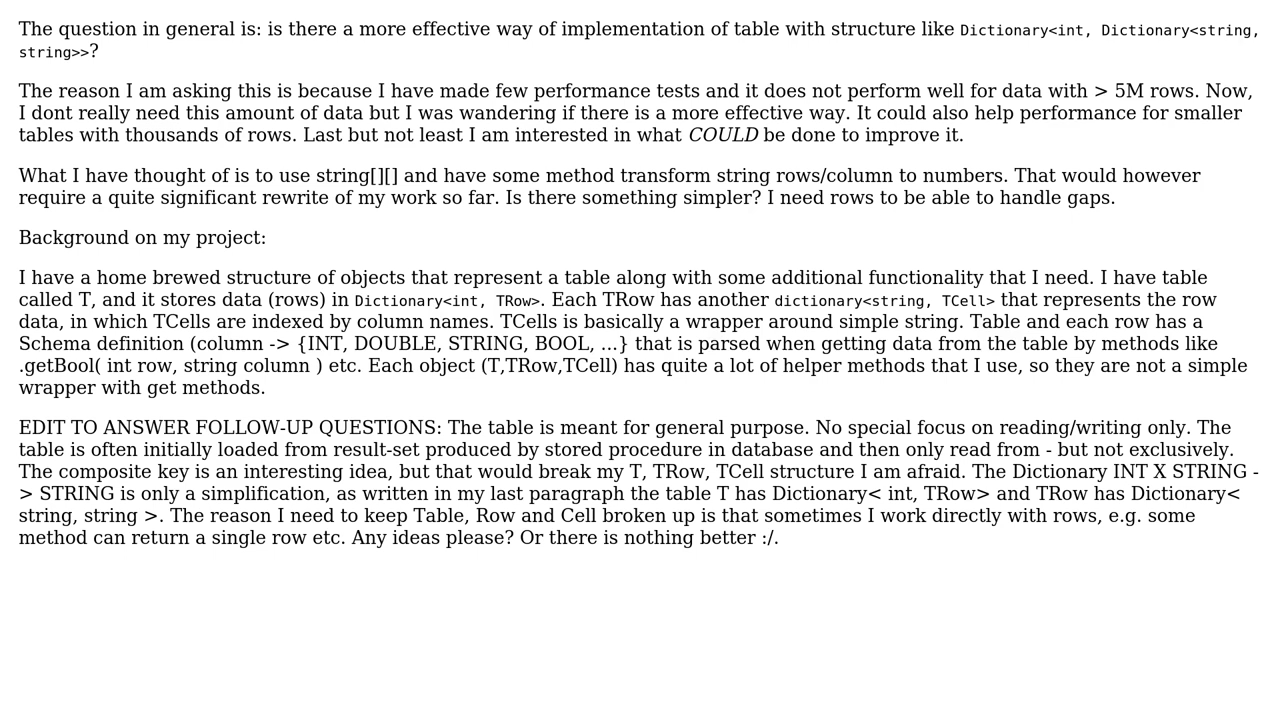 The question in general is: is there a more effective way of implementation of table with structure like Dictionary<int, Dictionary<string,
string>>?
The reason I am asking this is because I have made few performance tests and it does not perform well for data with > 5M rows. Now,
I dont really need this amount of data but I was wandering if there is a more effective way. It could also help performance for smaller
tables with thousands of rows. Last but not least I am interested in what COULD be done to improve it.
What I have thought of is to use string[][] and have some method transform string rows/column to numbers. That would however
require a quite significant rewrite of my work so far. Is there something simpler? I need rows to be able to handle gaps.
Background on my project:
I have a home brewed structure of objects that represent a table along with some additional functionality that I need. I have table
called T, and it stores data (rows) in Dictionary<int, TRow>. Each TRow has another dictionary<string, TCell> that represents the row
data, in which TCells are indexed by column names. TCells is basically a wrapper around simple string. Table and each row has a
Schema definition (column -> {INT, DOUBLE, STRING, BOOL, ...} that is parsed when getting data from the table by methods like
.getBool( int row, string column ) etc. Each object (T,TRow,TCell) has quite a lot of helper methods that I use, so they are not a simple
wrapper with get methods.
EDIT TO ANSWER FOLLOW-UP QUESTIONS: The table is meant for general purpose. No special focus on reading/writing only. The
table is often initially loaded from result-set produced by stored procedure in database and then only read from - but not exclusively.
The composite key is an interesting idea, but that would break my T, TRow, TCell structure I am afraid. The Dictionary INT X STRING -
> STRING is only a simplification, as written in my last paragraph the table T has Dictionary< int, TRow> and TRow has Dictionary<
string, string >. The reason I need to keep Table, Row and Cell broken up is that sometimes I work directly with rows, e.g. some
method can return a single row etc. Any ideas please? Or there is nothing better :/.